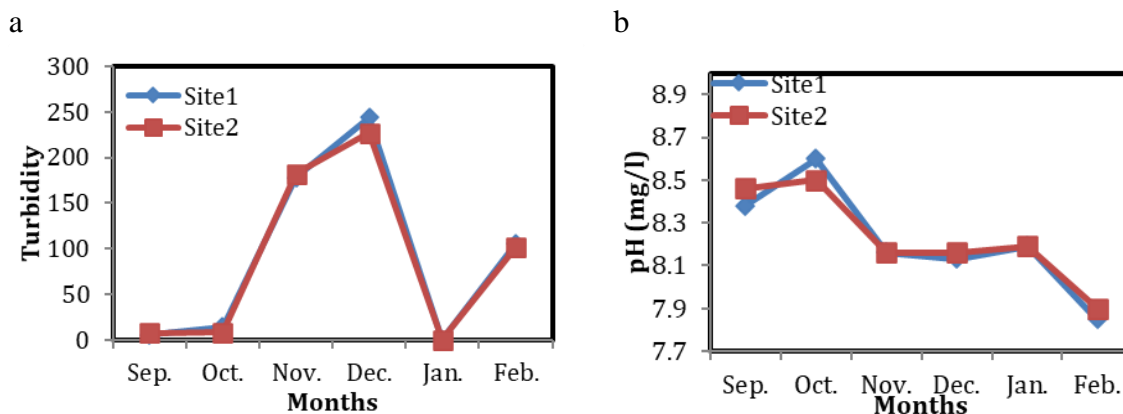 a
300
250
200
150
100
50
0
Turbidity
Site1
Site2
Sep. Oct. Nov. Dec. Jan. Feb.
Months
b
8.9
8.7
8.5
8.3
8.1
7.9
7.7
pH (mg/l)
Site1
Site2
Sep. Oct. Nov. Dec. Jan. Feb.
Months